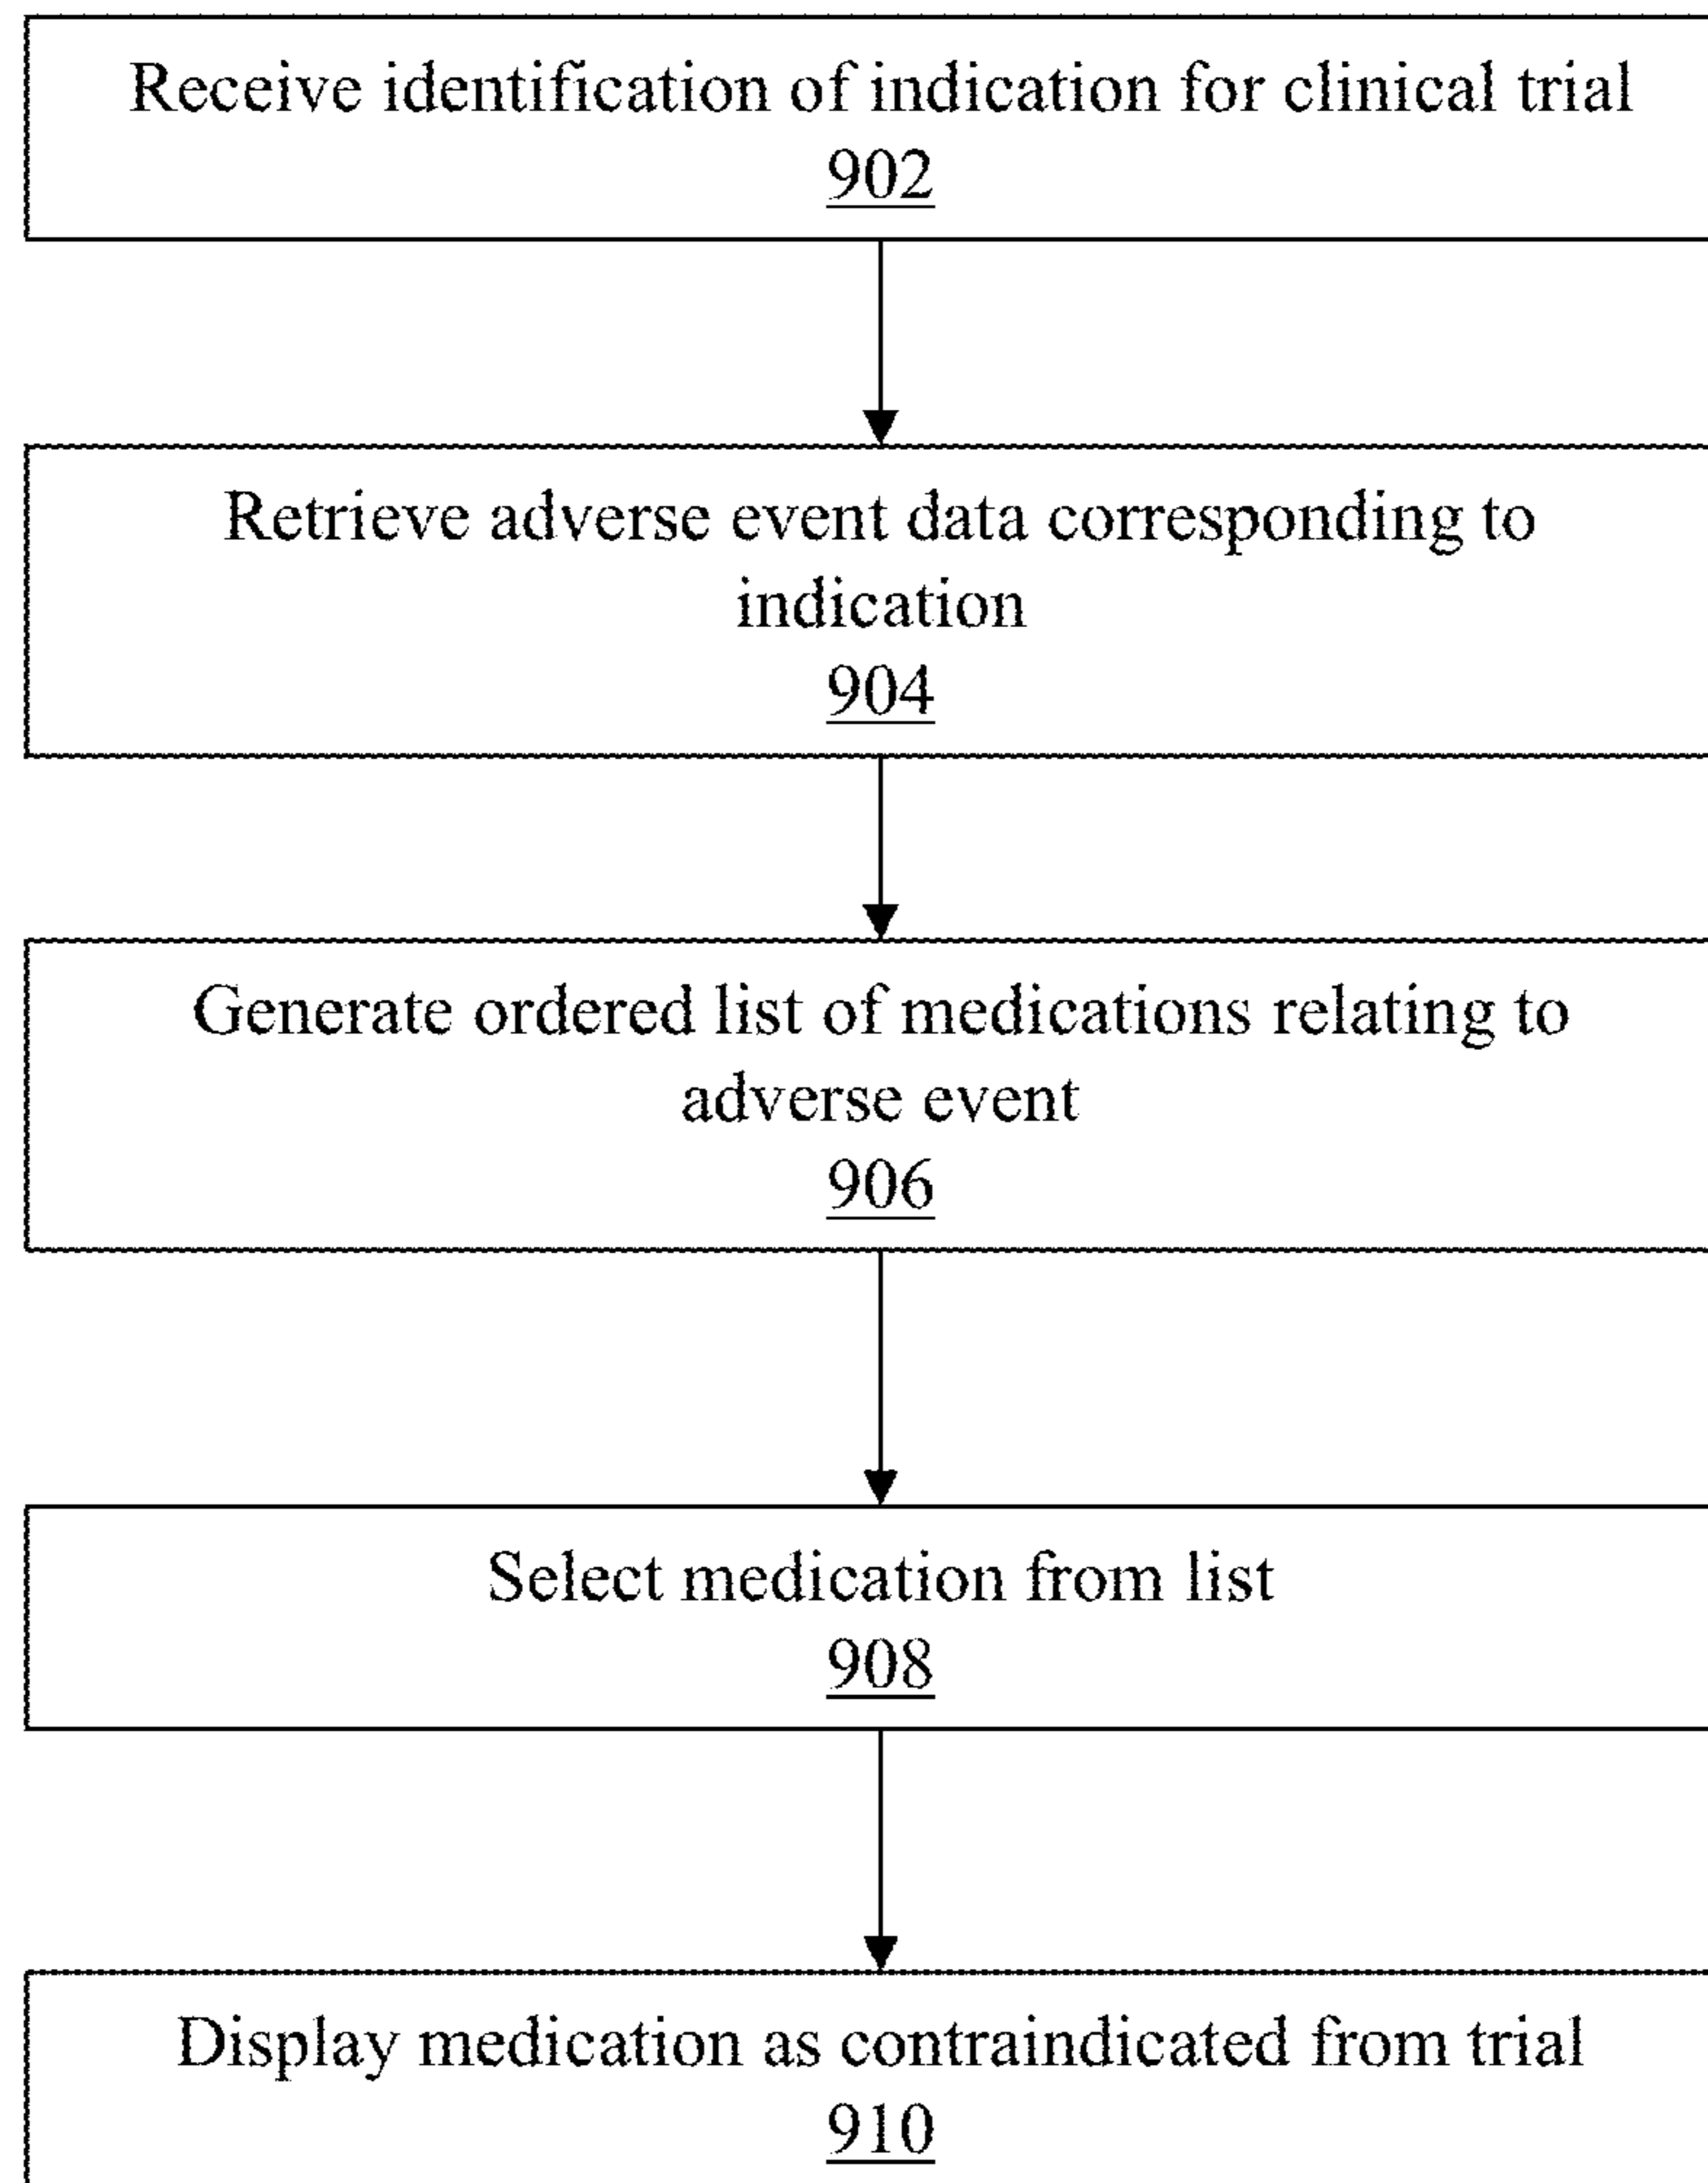 Receive identification of indication for clinical trial
902
Retrieve adverse event data corresponding to
indication
904
Generate ordered list of medications relating to
adverse event
906
Select medication from list
908
Display medication as contraindicated from trial
910